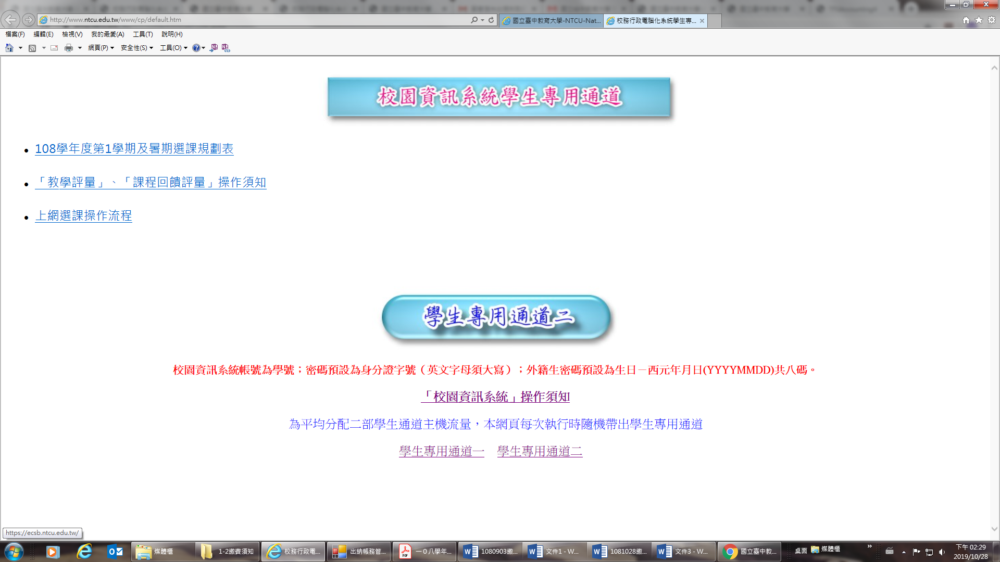 http://www.ntcu.edu.tw/www/cp/default.htm
國立臺中教育大學-NTCU-Nat...
校務行政電腦化系統學生專...
檔案(F) 編輯(E) 檢視(V) 我的最愛(A) 工具(T) 說明(H)
網頁(P) 安全性(S) 工具(O)
校園資訊系統學生專用通道
108學年度第1學期及暑期選課規劃表
「教學評量」、「課程回饋評量」操作須知
上網選課操作流程
學生專用通道二
校園資訊系統帳號為學號；密碼預設為身分證字號（英文字母須大寫）；外籍生密碼預設為生日－西元年月日(YYYYMMDD)共八碼。
「校園資訊系統」操作須知
為平均分配二部學生通道主機流量，本網頁每次執行時隨機帶出學生專用通道
學生專用通道一 學生專用通道二
https://ecsb.ntcu.edu.tw/
媒體櫃 1-2繳費須知 校務行政電... 出納帳務管... 一０八學年... 1080903繳... 文件1 - W... 1081028繳... 文件3 - W... 國立臺中教... 桌面 媒體櫃
下午 02:29
2019/10/28